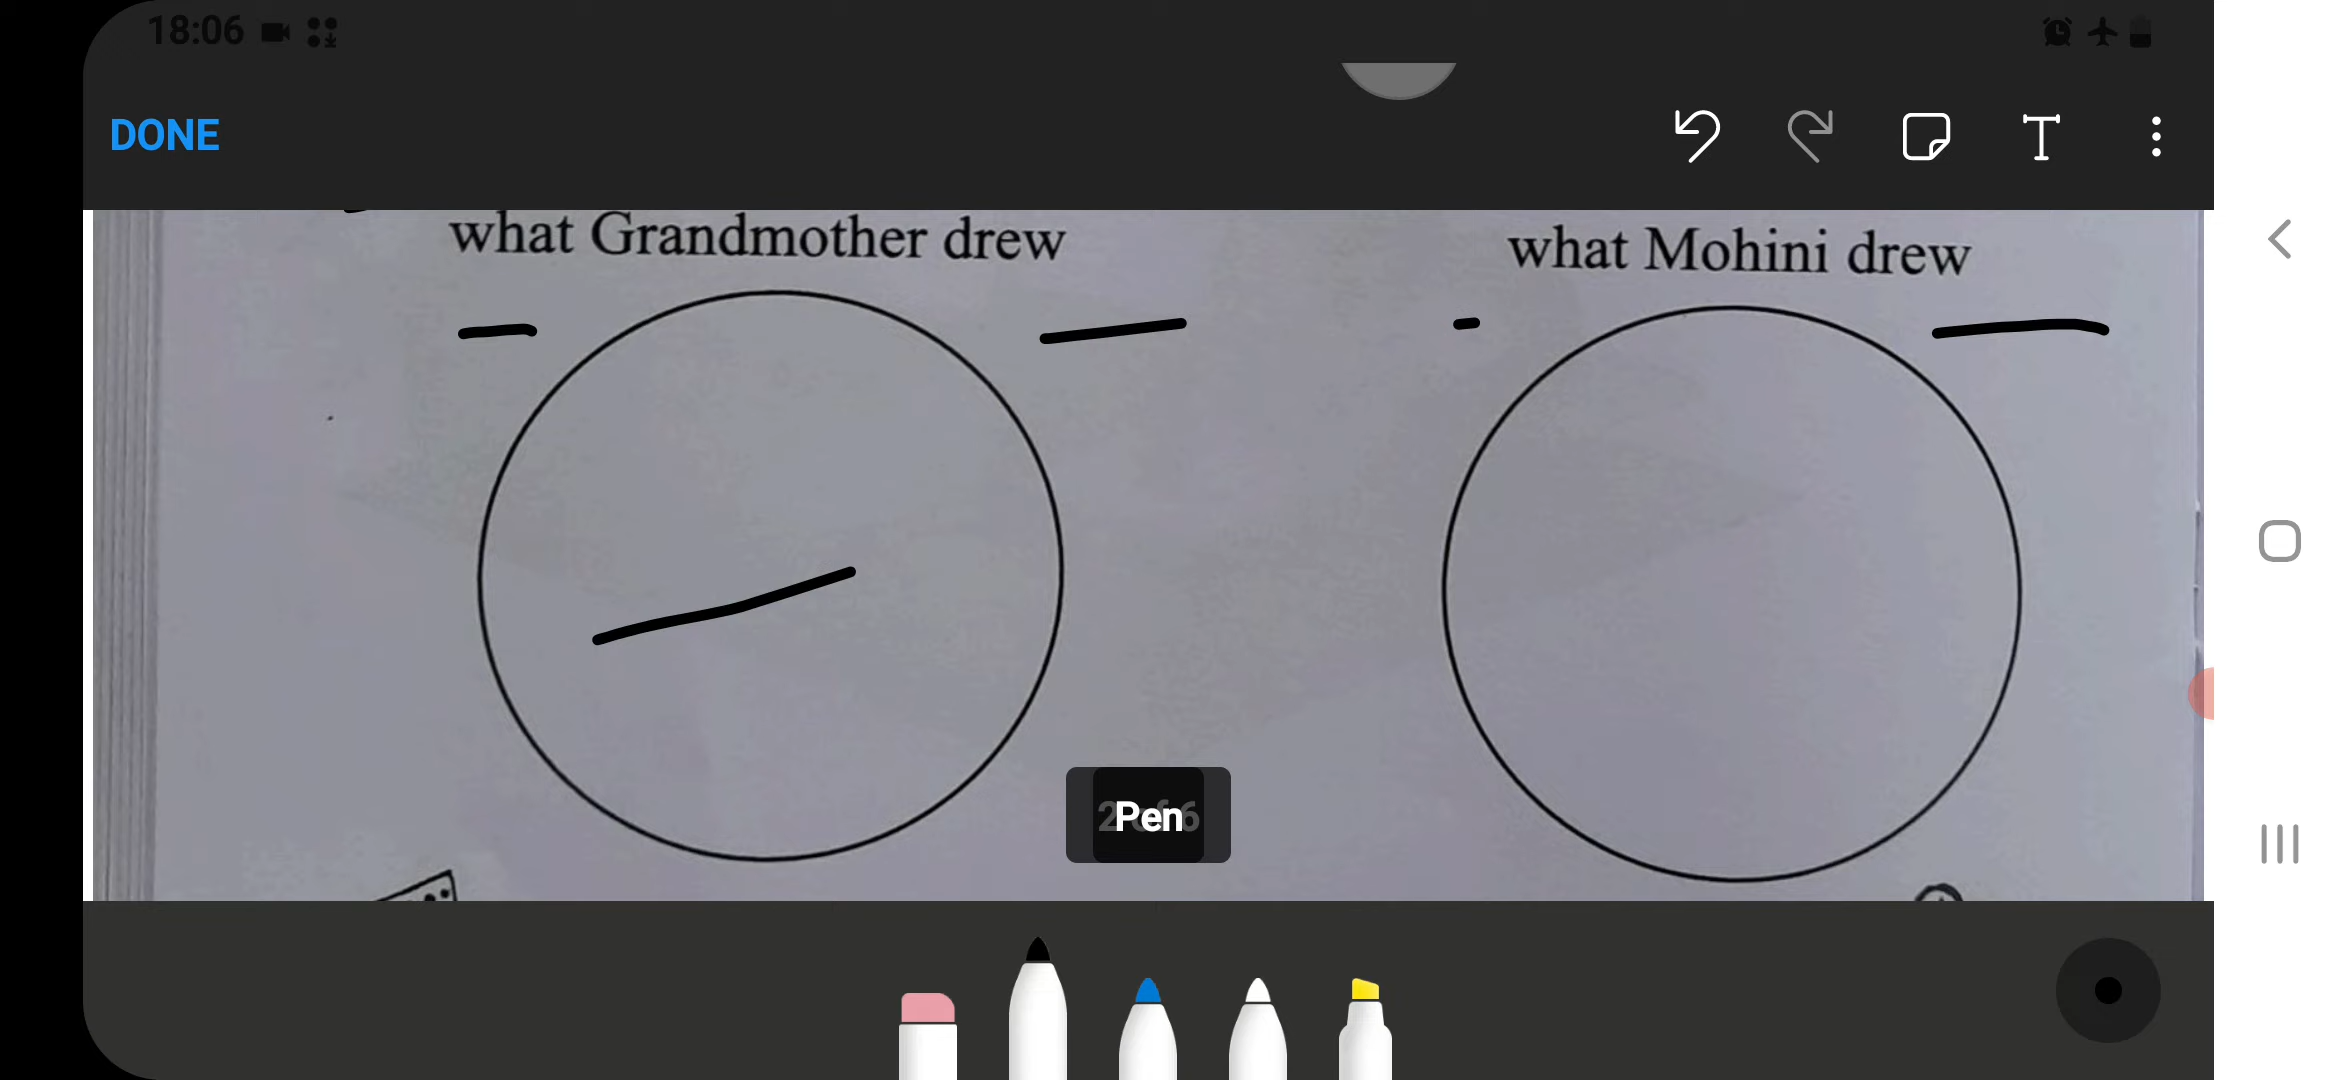 18:06
DONE
what Grandmother drew
what Mohini drew
Pen